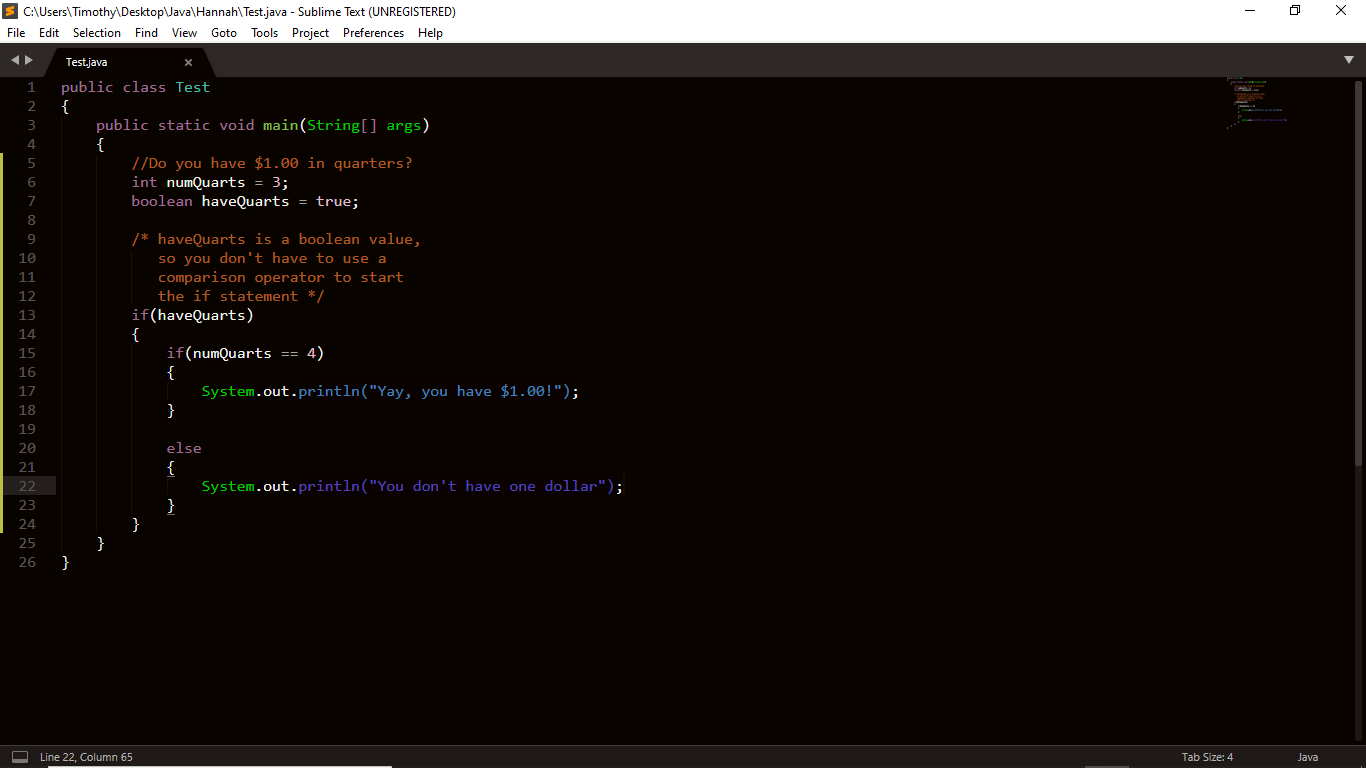 C:\Users\Timothy\Desktop\Java\Hannah\Test.java - Sublime Text (UNREGISTERED)
File Edit Selection Find View Goto Tools Project Preferences Help
Test.java
1 public class Test
2 {
3     public static void main(String[] args)
4     {
5         //Do you have $1.00 in quarters?
6         int numQuarts = 3;
7         boolean haveQuarts = true;
8
9         /* haveQuarts is a boolean value,
10            so you don't have to use a
11            comparison operator to start
12            the if statement */
13         if(haveQuarts)
14         {
15             if(numQuarts == 4)
16             {
17                 System.out.println("Yay, you have $1.00!");
18             }
19
20             else
21             {
22                 System.out.println("You don't have one dollar");
23             }
24         }
25     }
26 }
Line 22, Column 65 Tab Size: 4 Java